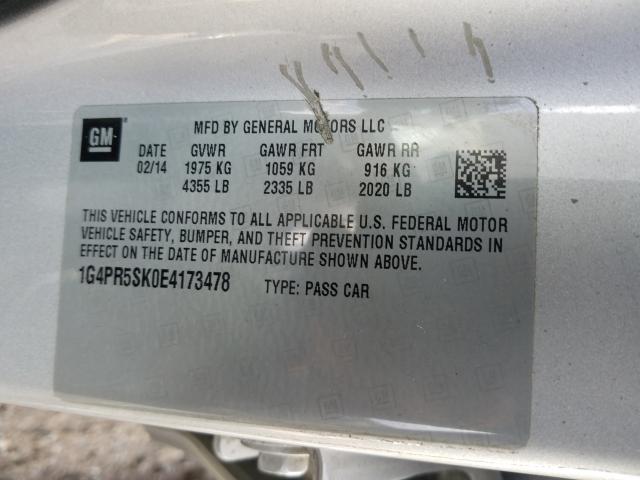 GM
MFD BY GENERAL MOTORS LLC
DATE GVWR GAWR FRT GAWR RR
02/14 1975 KG 1059 KG 916 KG
4355 LB 2335 LB 2020 LB
THIS VEHICLE CONFORMS TO ALL APPLICABLE U.S. FEDERAL MOTOR
VEHICLE SAFETY, BUMPER, AND THEFT PREVENTION STANDARDS IN
EFFECT ON THE DATE OF MANUFACTURE SHOWN ABOVE.
1G4PR5SK0E4173478 TYPE: PASS CAR